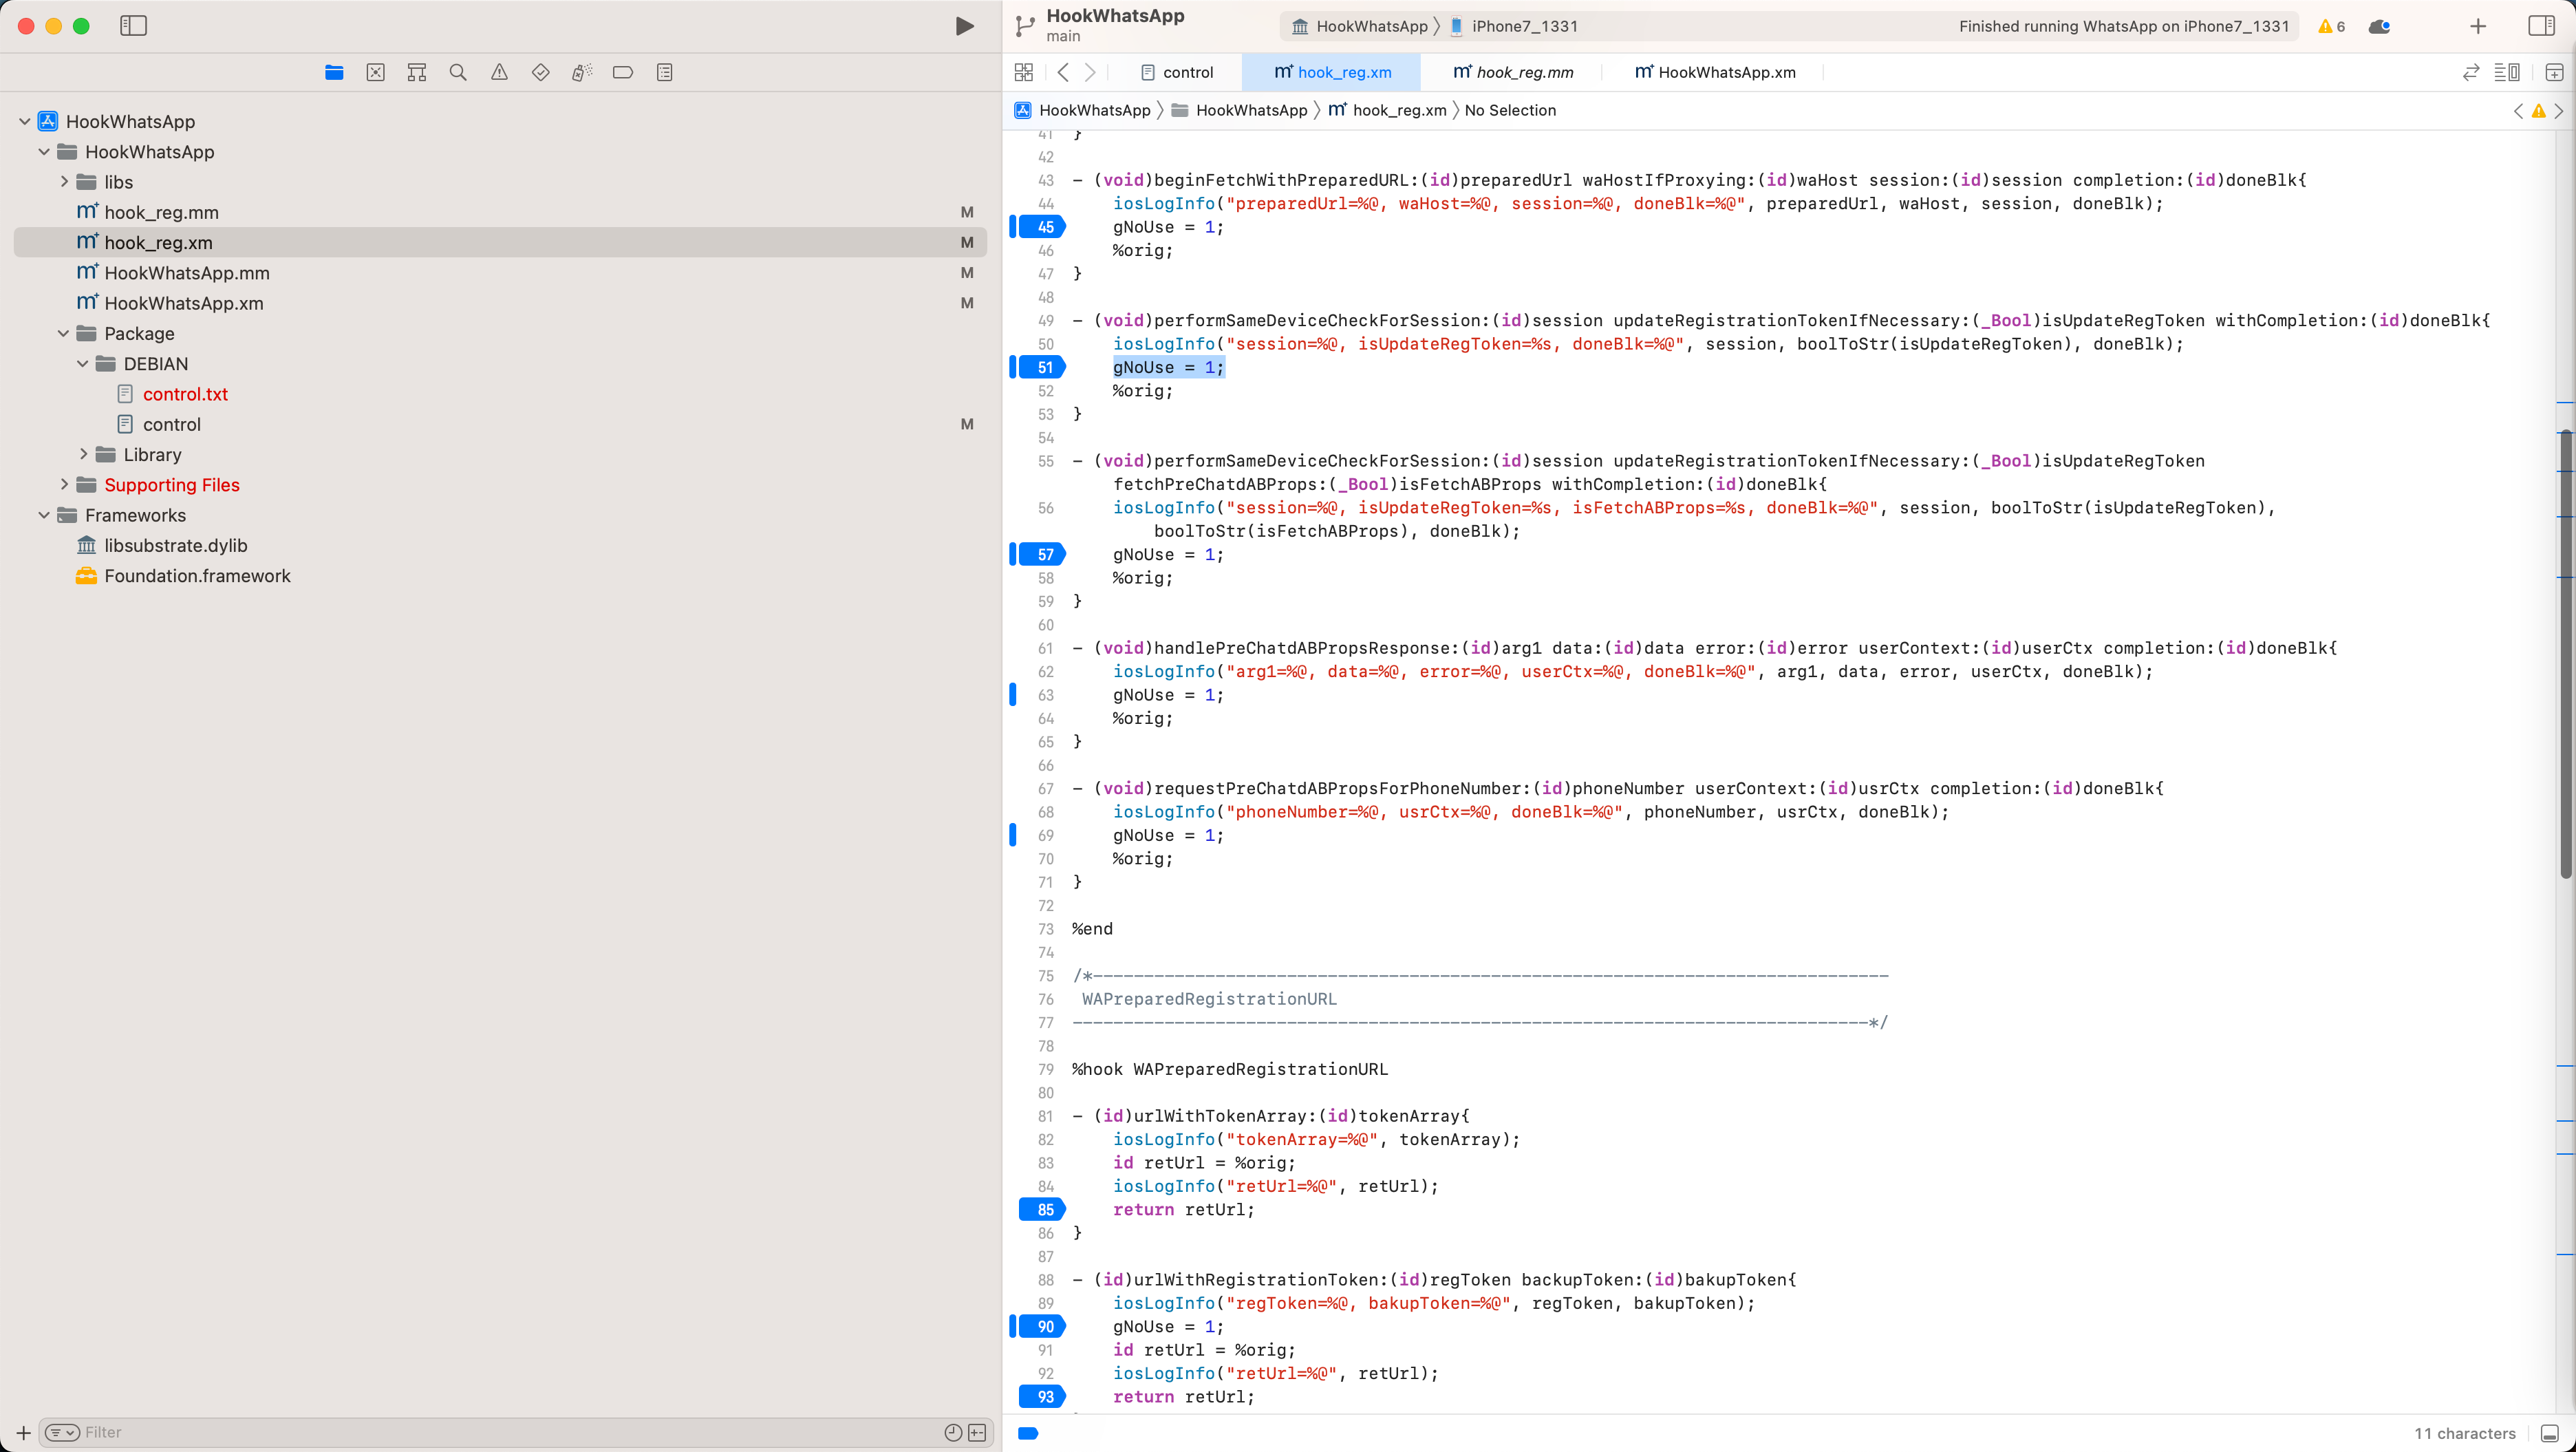 HookWhatsApp
main
HookWhatsApp
iPhone7_1331
Finished running WhatsApp on iPhone7_1331
6
control
hook_reg.xm
hook_reg.mm
HookWhatsApp.xm
HookWhatsApp
HookWhatsApp
hook_reg.xm
No Selection
HookWhatsApp
HookWhatsApp
libs
hook_reg.mm M
hook_reg.xm M
HookWhatsApp.mm M
HookWhatsApp.xm M
Package
DEBIAN
control.txt
control M
Library
Supporting Files
Frameworks
libsubstrate.dylib
Foundation.framework
Filter
41 }
42
43 - (void)beginFetchWithPreparedURL:(id)preparedUrl waHostIfProxying:(id)waHost session:(id)session completion:(id)doneBlk{
44 iosLogInfo("preparedUrl=%@, waHost=%@, session=%@, doneBlk=%@", preparedUrl, waHost, session, doneBlk);
45 gNoUse = 1;
46 %orig;
47 }
48
49 - (void)performSameDeviceCheckForSession:(id)session updateRegistrationTokenIfNecessary:(_Bool)isUpdateRegToken withCompletion:(id)doneBlk{
50 iosLogInfo("session=%@, isUpdateRegToken=%s, doneBlk=%@", session, boolToStr(isUpdateRegToken), doneBlk);
51 gNoUse = 1;
52 %orig;
53 }
54
55 - (void)performSameDeviceCheckForSession:(id)session updateRegistrationTokenIfNecessary:(_Bool)isUpdateRegToken
fetchPreChatdABProps:(_Bool)isFetchABProps withCompletion:(id)doneBlk{
56 iosLogInfo("session=%@, isUpdateRegToken=%s, isFetchABProps=%s, doneBlk=%@", session, boolToStr(isUpdateRegToken),
boolToStr(isFetchABProps), doneBlk);
57 gNoUse = 1;
58 %orig;
59 }
60
61 - (void)handlePreChatdABPropsResponse:(id)arg1 data:(id)data error:(id)error userContext:(id)userCtx completion:(id)doneBlk{
62 iosLogInfo("arg1=%@, data=%@, error=%@, userCtx=%@, doneBlk=%@", arg1, data, error, userCtx, doneBlk);
63 gNoUse = 1;
64 %orig;
65 }
66
67 - (void)requestPreChatdABPropsForPhoneNumber:(id)phoneNumber userContext:(id)usrCtx completion:(id)doneBlk{
68 iosLogInfo("phoneNumber=%@, usrCtx=%@, doneBlk=%@", phoneNumber, usrCtx, doneBlk);
69 gNoUse = 1;
70 %orig;
71 }
72
73 %end
74
75 /*------------------------------------------------------------------------------
76 WAPreparedRegistrationURL
77 ------------------------------------------------------------------------------*/
78
79 %hook WAPreparedRegistrationURL
80
81 - (id)urlWithTokenArray:(id)tokenArray{
82 iosLogInfo("tokenArray=%@", tokenArray);
83 id retUrl = %orig;
84 iosLogInfo("retUrl=%@", retUrl);
85 return retUrl;
86 }
87
88 - (id)urlWithRegistrationToken:(id)regToken backupToken:(id)bakupToken{
89 iosLogInfo("regToken=%@, bakupToken=%@", regToken, bakupToken);
90 gNoUse = 1;
91 id retUrl = %orig;
92 iosLogInfo("retUrl=%@", retUrl);
93 return retUrl;
11 characters